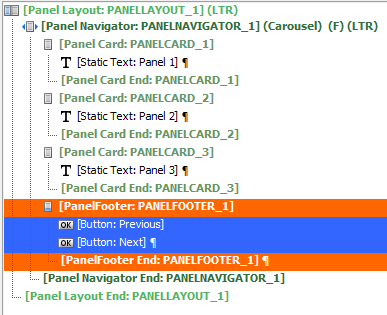 [Panel Layout: PANELLAYOUT_1] (LTR)
[Panel Navigator: PANELNAVIGATOR_1] (Carousel) (F) (LTR)
[Panel Card: PANELCARD_1]
T [Static Text: Panel 1] ¶
[Panel Card End: PANELCARD_1]
[Panel Card: PANELCARD_2]
T [Static Text: Panel 2] ¶
[Panel Card End: PANELCARD_2]
[Panel Card: PANELCARD_3]
T [Static Text: Panel 3] ¶
[Panel Card End: PANELCARD_3]
[PanelFooter: PANELFOOTER_1]
OK [Button: Previous]
OK [Button: Next] ¶
[PanelFooter End: PANELFOOTER_1] ¶
[Panel Navigator End: PANELNAVIGATOR_1]
[Panel Layout End: PANELLAYOUT_1]